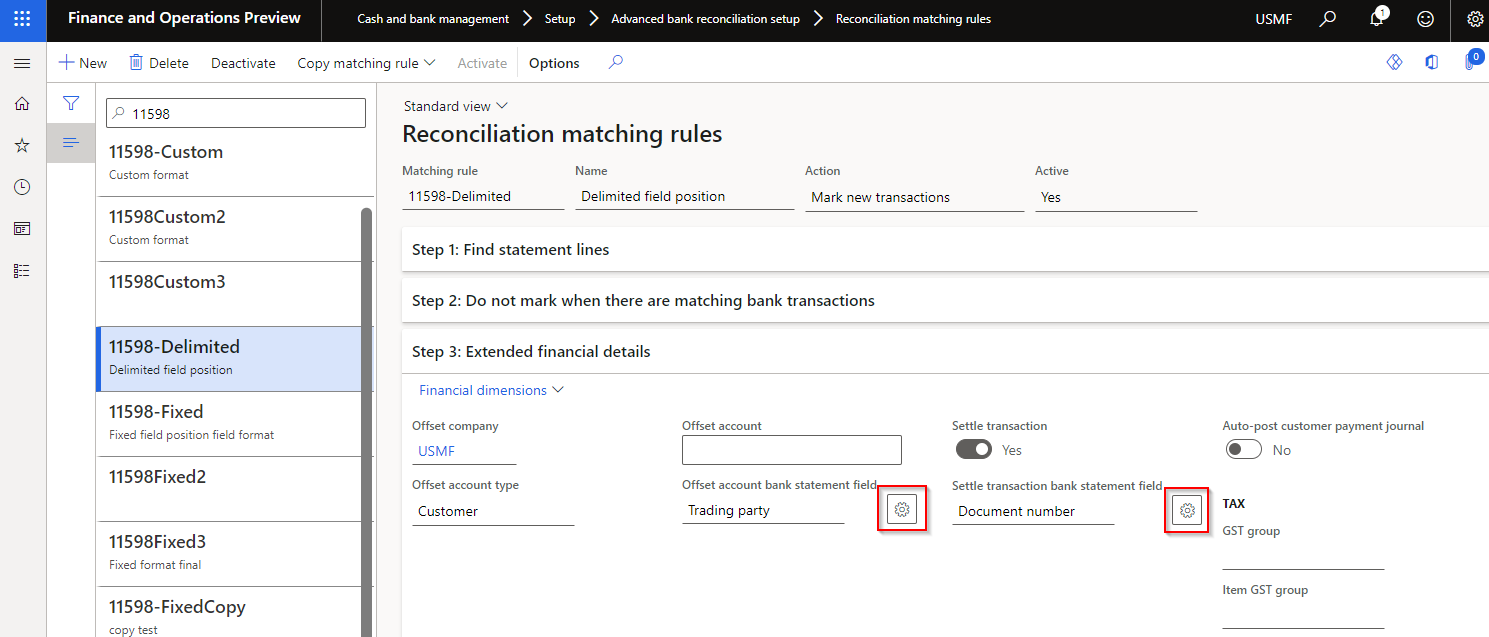 Finance and Operations Preview
Cash and bank management > Setup > Advanced bank reconciliation setup > Reconciliation matching rules
USMF
1
New
Delete
Deactivate
Copy matching rule
Activate
Options
0
11598
11598-Custom
Custom format
11598Custom2
Custom format
11598Custom3
11598-Delimited
Delimited field position
11598-Fixed
Fixed field position field format
11598Fixed2
11598Fixed3
Fixed format final
11598-FixedCopy
copy test
Standard view
Reconciliation matching rules
Matching rule Name Action Active
11598-Delimited Delimited field position Mark new transactions Yes
Step 1: Find statement lines
Step 2: Do not mark when there are matching bank transactions
Step 3: Extended financial details
Financial dimensions
Offset company Offset account Settle transaction Auto-post customer payment journal
USMF Yes No
Offset account type Offset account bank statement field Settle transaction bank statement field
Customer Trading party Document number
TAX
GST group
Item GST group